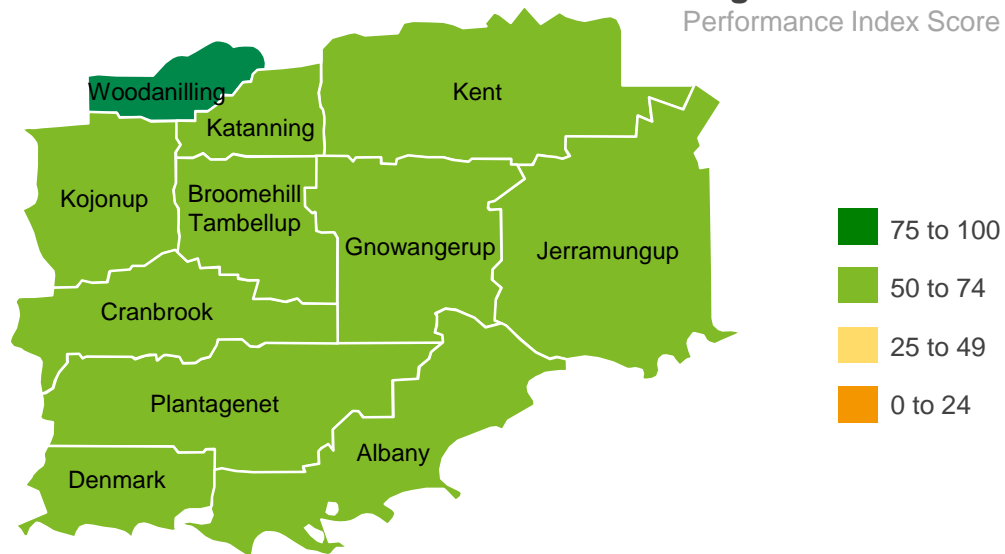 Performance Index Score
Woodanilling
Kent
Katanning
Kojonup
Broomehill
Tambellup
Gnowangerup
Jerramungup
Cranbrook
Plantagenet
Albany
Denmark
75 to 100
50 to 74
25 to 49
0 to 24